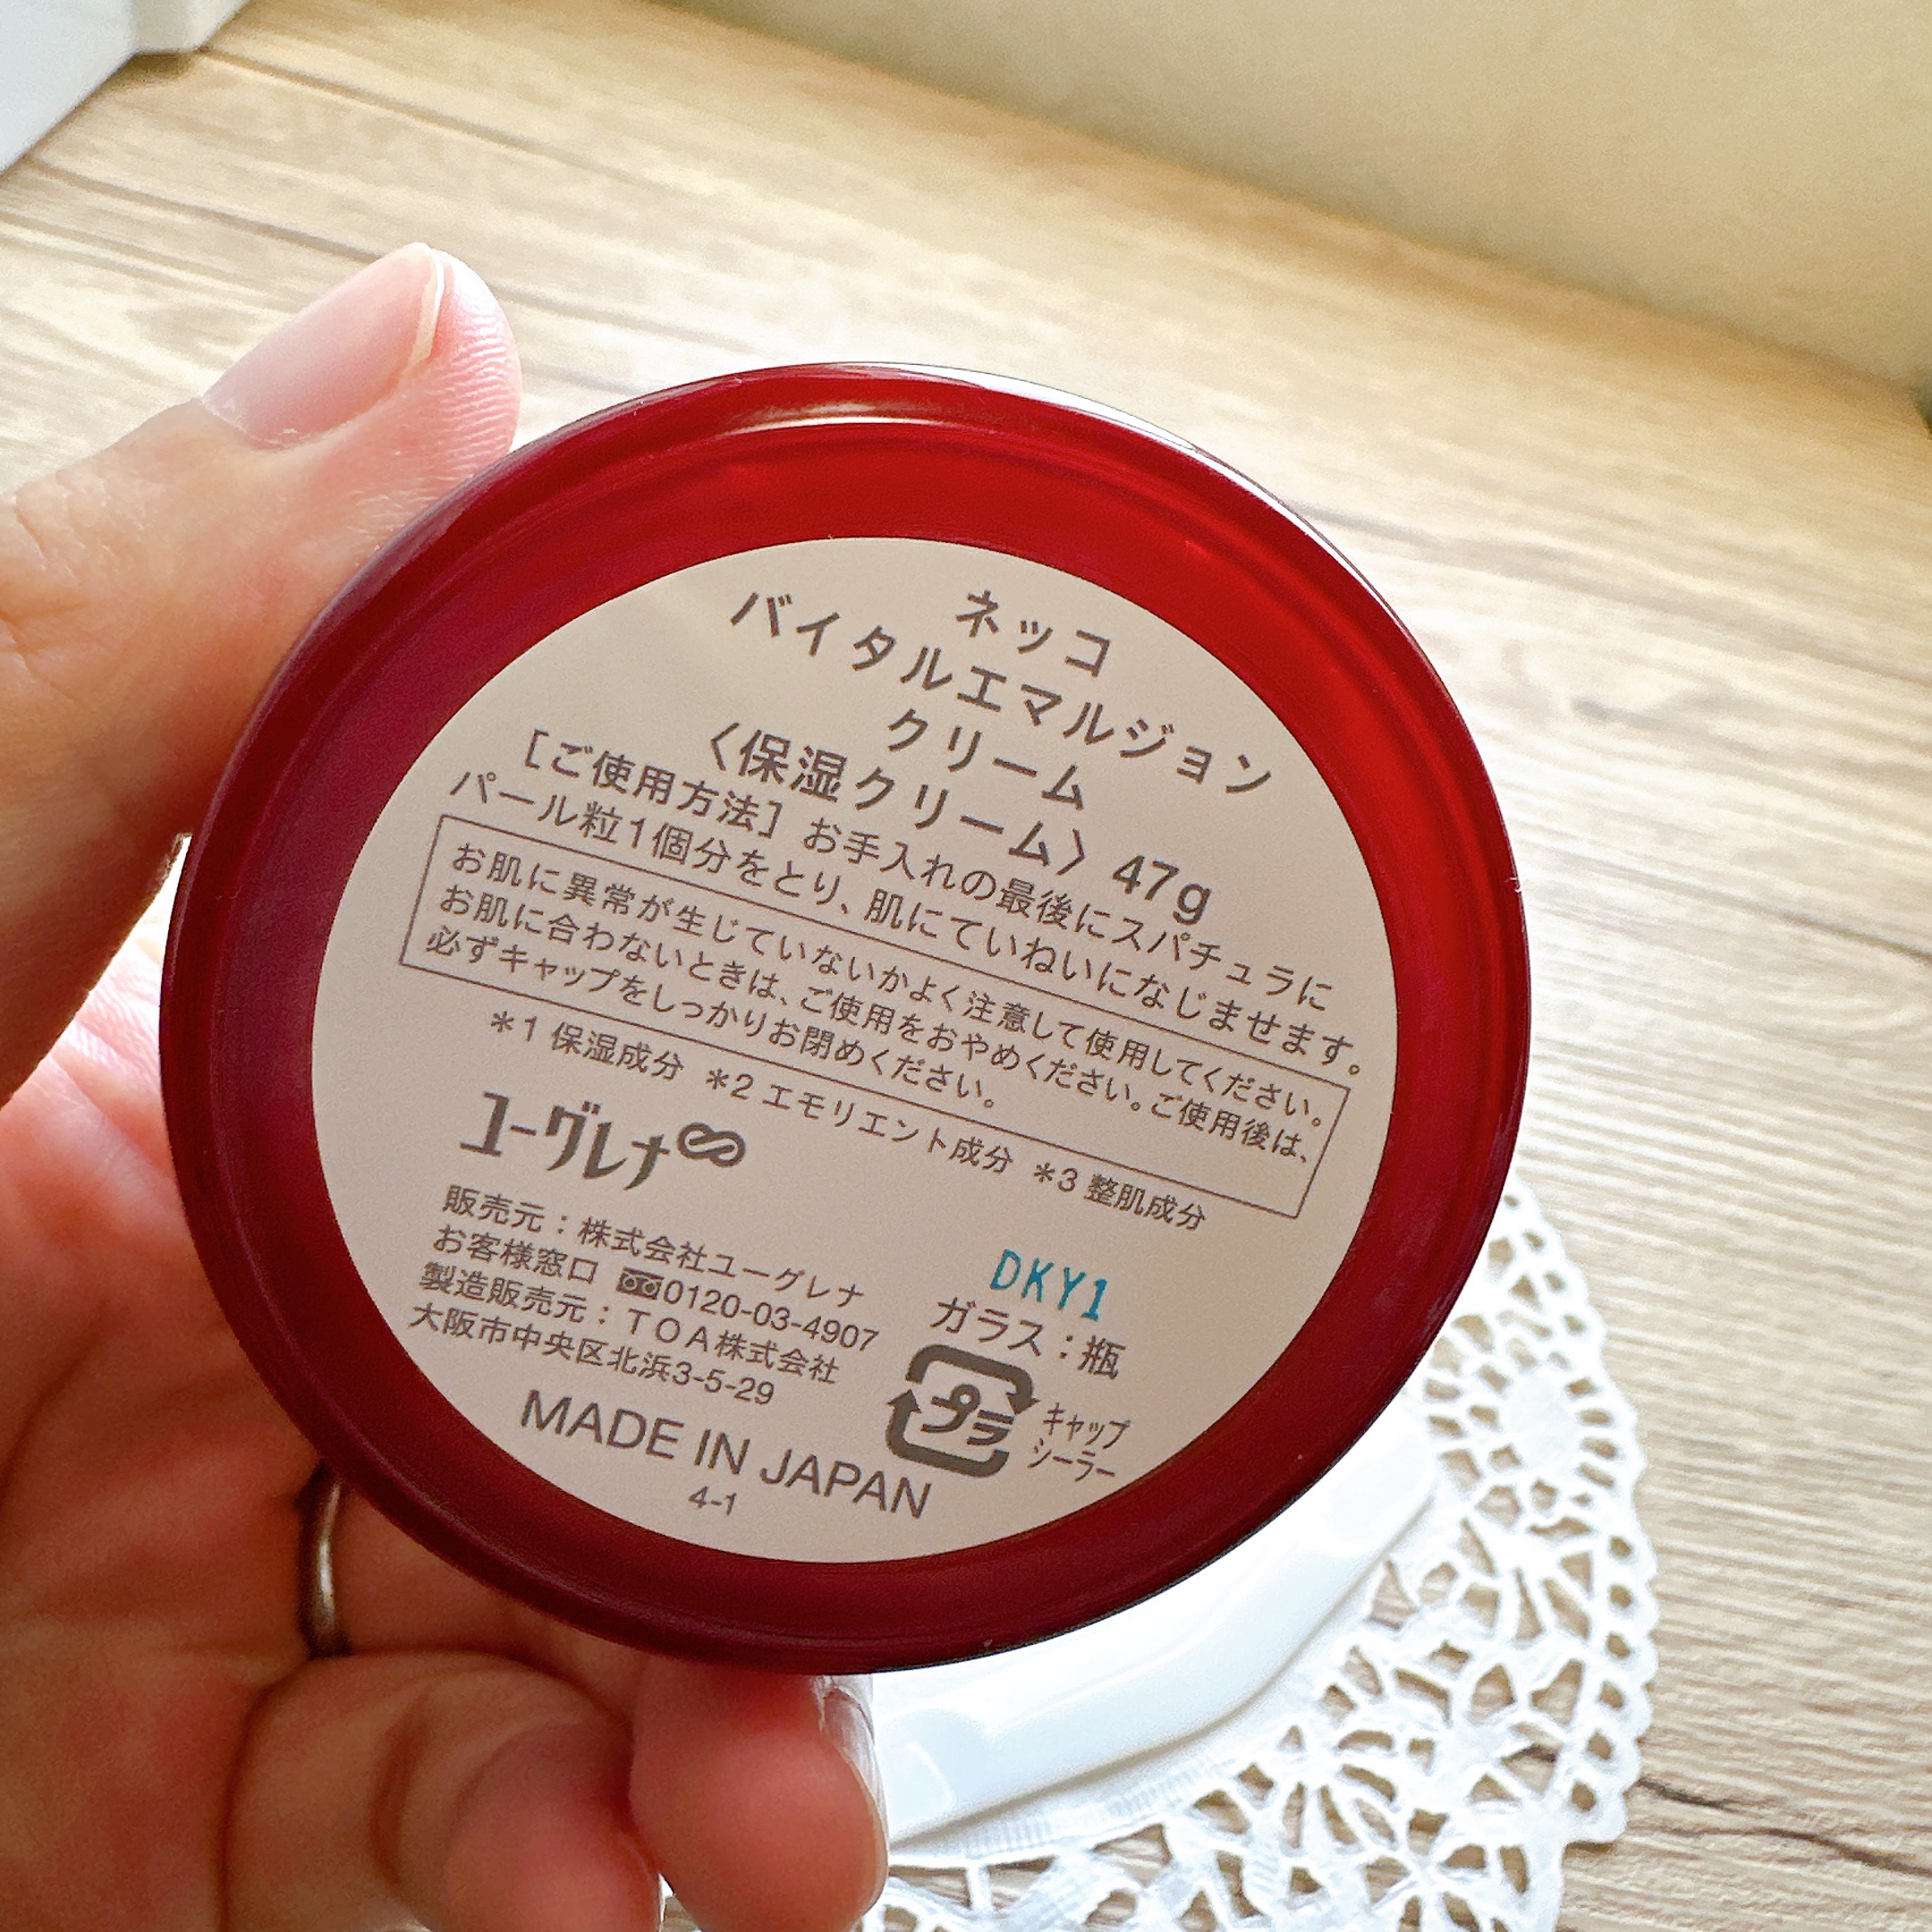 ネッコ
バイタルエマルジョン
クリーム
〈保湿クリーム〉 47g
［ご使用方法］ お手入れの最後にスパチュラに
パール粒1個分をとり、肌にていねいになじませます。
お肌に異常が生じていないかよく注意して使用してください。
お肌に合わないときは、ご使用をおやめください。ご使用後は、
必ずキャップをしっかりお閉めください。
＊1 保湿成分 ＊2 エモリエント成分 ＊3 整肌成分
ユーグレナ
販売元：株式会社ユーグレナ
お客様窓口 0120-03-4907
製造販売元：ＴＯＡ株式会社
大阪市中央区北浜3-5-29
MADE IN JAPAN
4-1
DKY1
ガラス：瓶
プラ
キャップ
シーラー